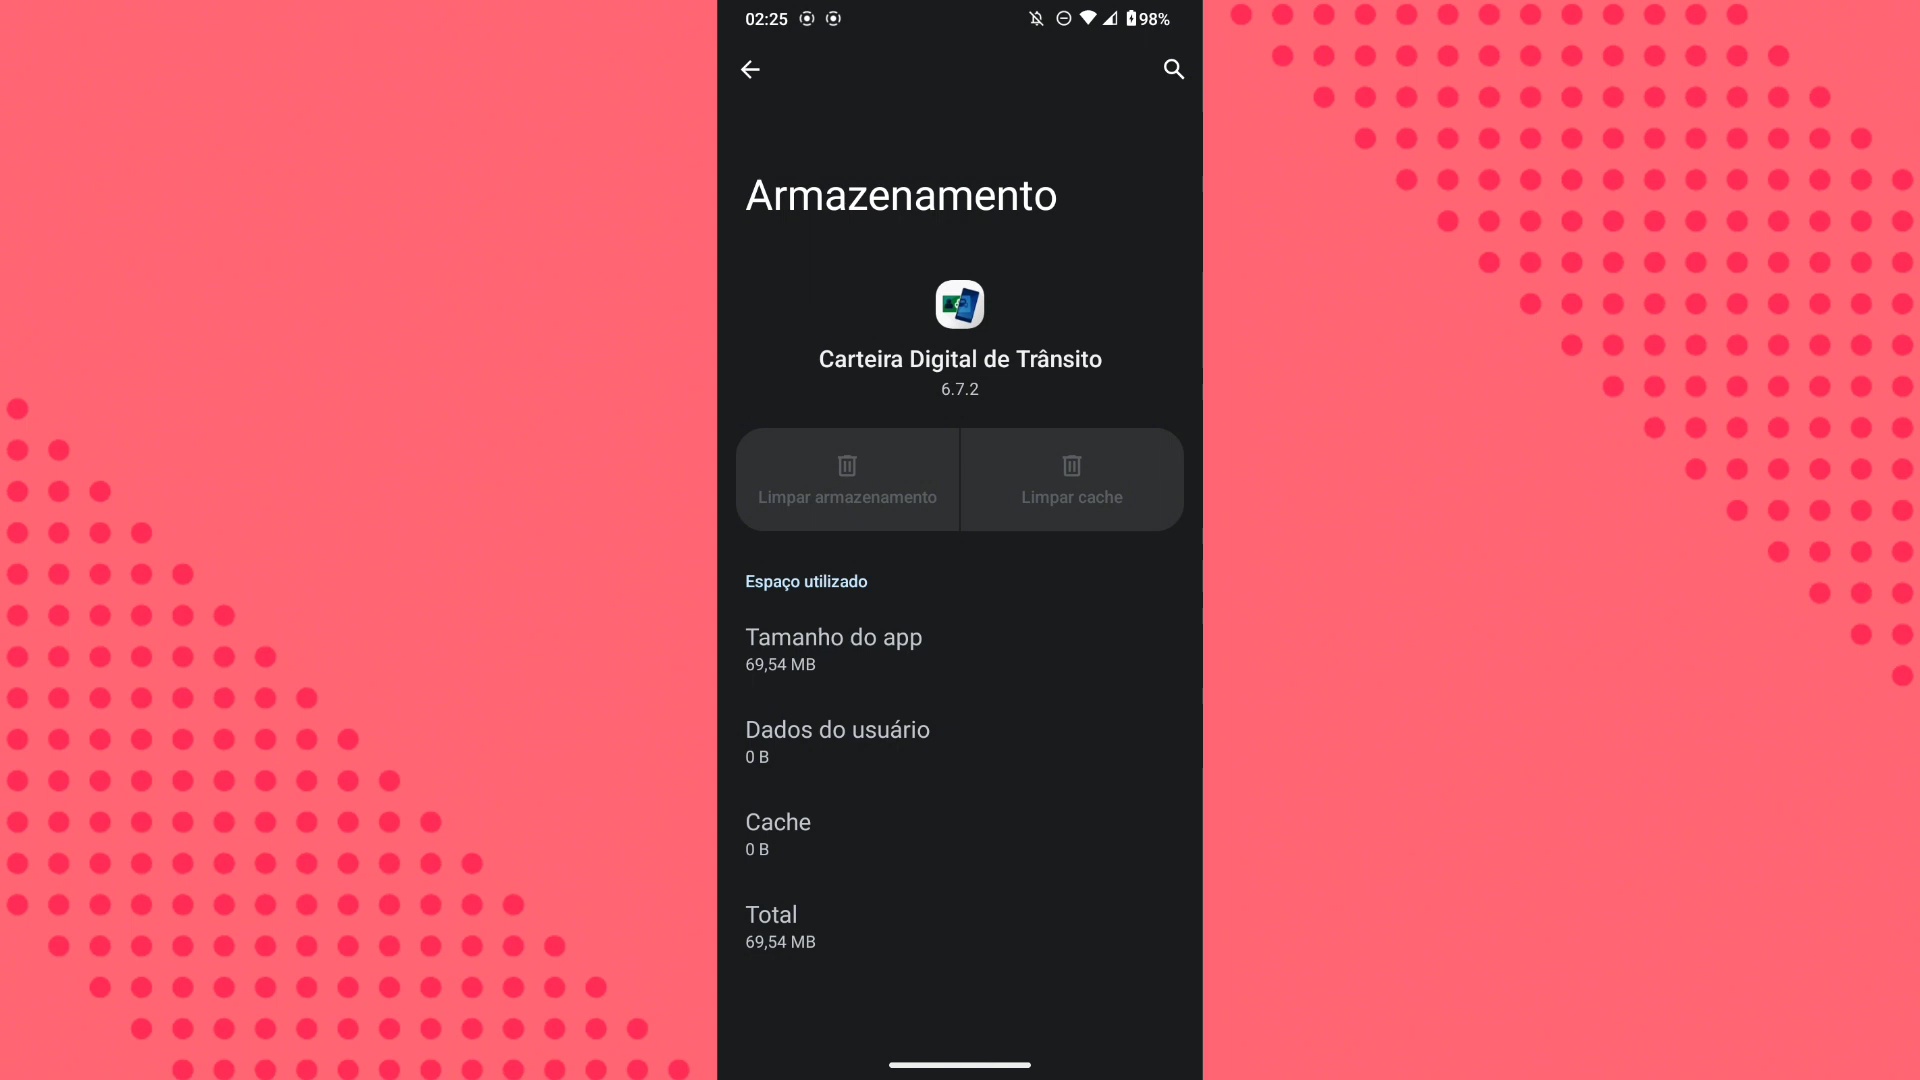 02:25
98%
Armazenamento
Carteira Digital de Trânsito
6.7.2
Limpar armazenamento
Limpar cache
Espaço utilizado
Tamanho do app
69,54 MB
Dados do usuário
0 B
Cache
0 B
Total
69,54 MB